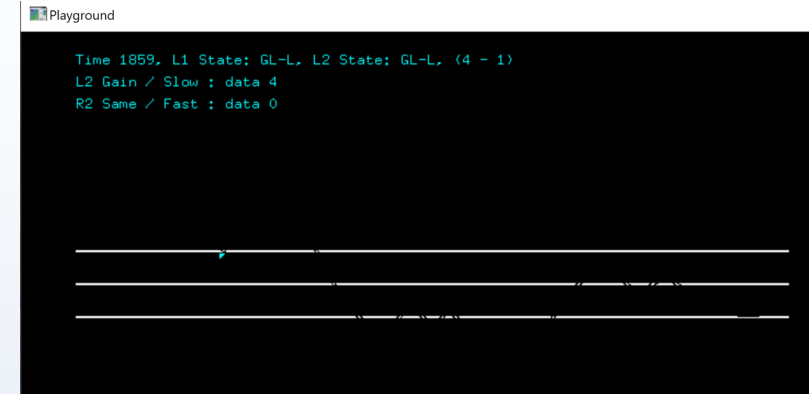 Playground
Time 1859, L1 State: GL-L, L2 State: GL-L, (4 - 1)
L2 Gain / Slow : data 4
R2 Same / Fast : data 0